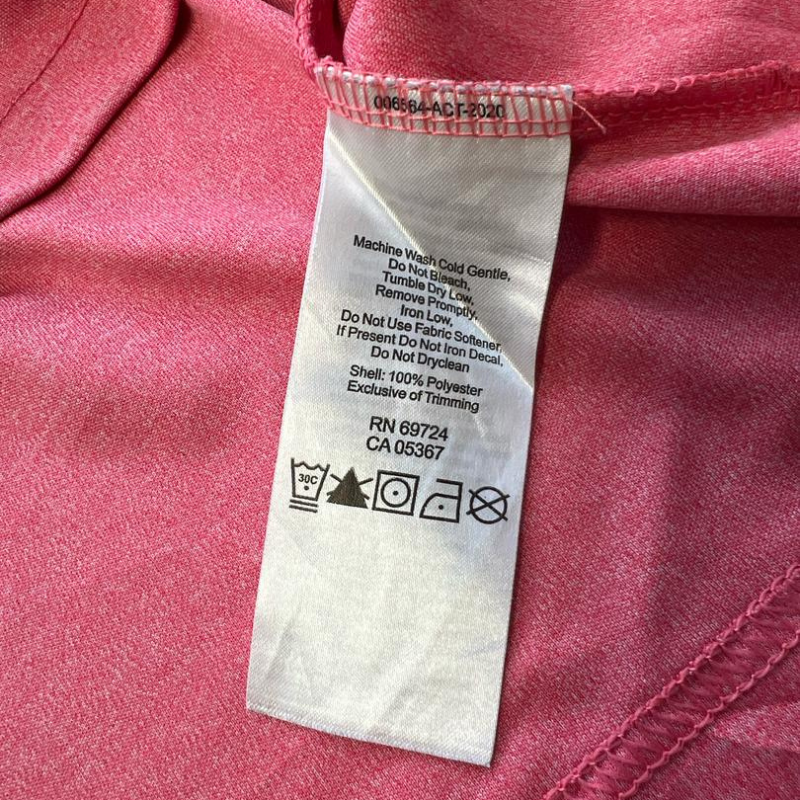 006564-ACT-2020
Machine Wash Cold Gentle,
Do Not Bleach,
Tumble Dry Low,
Remove Promptly,
Iron Low,
Do Not Use Fabric Softener,
If Present Do Not Iron Decal,
Do Not Dryclean
Shell: 100% Polyester
Exclusive of Trimming
RN 69724
CA 05367
30C